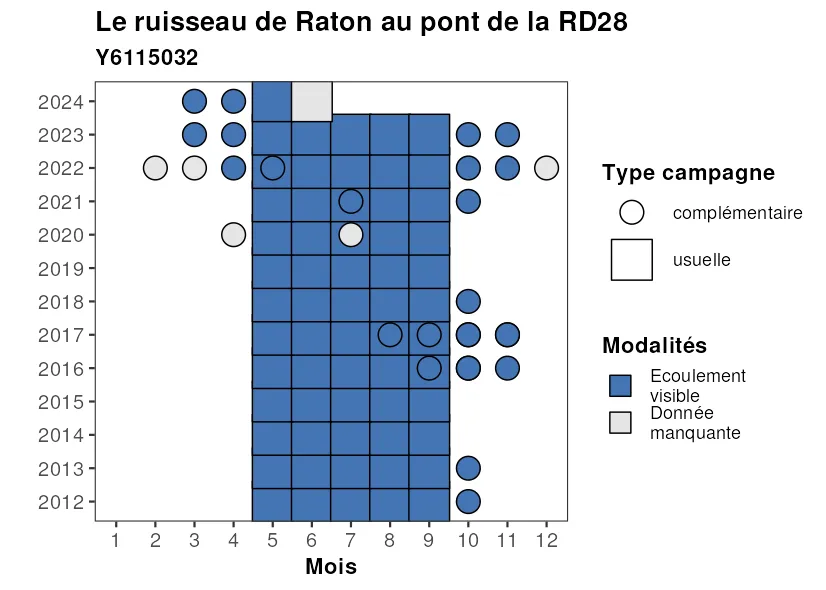 Le ruisseau de Raton au pont de la RD28
Y6115032
2024
2023
2022
2021
2020
2019
2018
2017
2016
2015
2014
2013
2012
1 2 3 4 5 6 7 8 9 10 11 12
Mois
Type campagne
complémentaire
usuelle
Modalités
Ecoulement
visible
Donnée
manquante